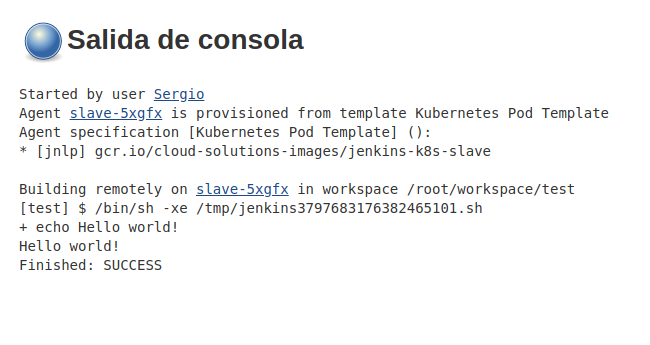 Salida de consola
Started by user Sergio
Agent slave-5xgfx is provisioned from template Kubernetes Pod Template
Agent specification [Kubernetes Pod Template] ():
* [jnlp] gcr.io/cloud-solutions-images/jenkins-k8s-slave
Building remotely on slave-5xgfx in workspace /root/workspace/test
[test] $ /bin/sh -xe /tmp/jenkins3797683176382465101.sh
+ echo Hello world!
Hello world!
Finished: SUCCESS